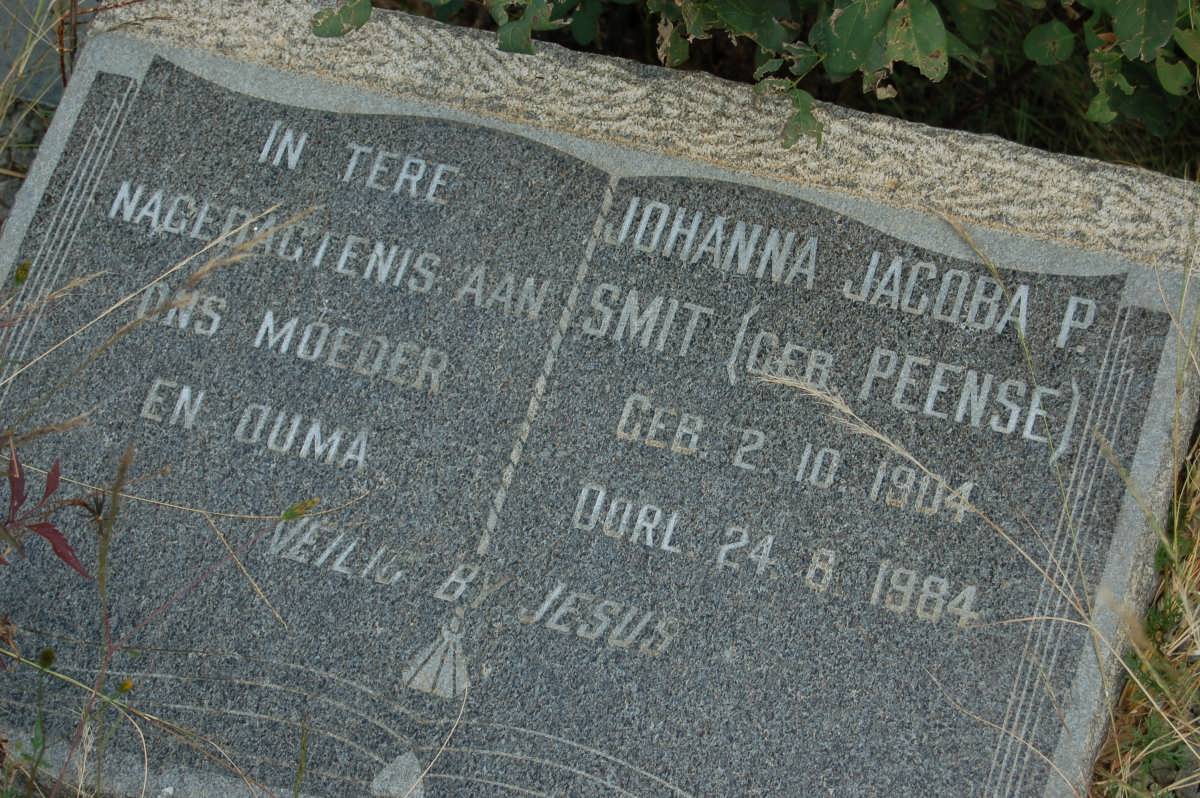 IN TERE
NAGEDAGTENIS AAN
ONS MOEDER
EN OUMA
JOHANNA JACOBA P.
SMIT (GEB. PEENSE)
GEB. 2. 10. 1904
OORL. 24. 8. 1984
VEILIG BY JESUS